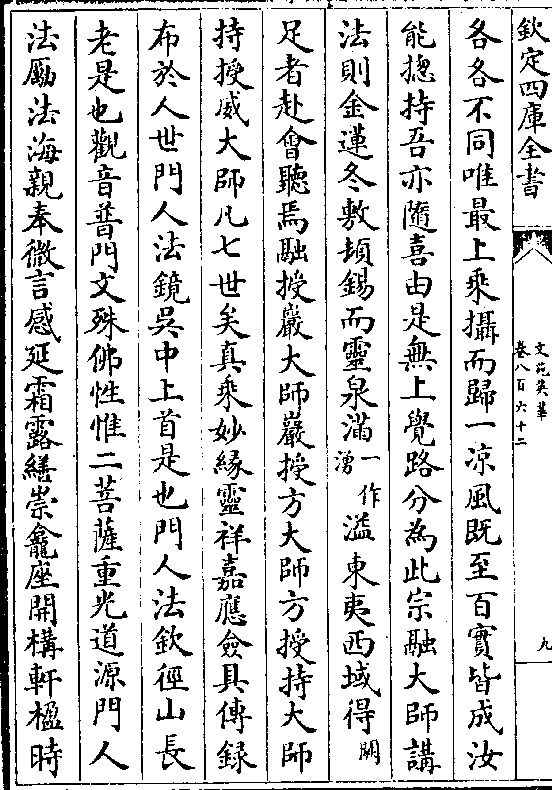 欽定四庫全書
文苑英華
卷八百六十二
九
各各不同唯最上乘攝而歸一凉風既至百實皆成汝
能揔持吾亦隨喜由是無上覺路分為此宗融大師講
法則金蓮冬敷頓錫而靈泉滿一作湧溢東夷西域得闕
足者赴會聽焉融授巖大師巖授方大師方授持大師
持授威大師凡七世矣真乘妙緣靈祥嘉應僉具傳録
布於人世門人法鏡吳中上首是也門人法欽徑山長
老是也觀音普門文殊佛性惟二菩薩重光道源門人
法勵法海親奉微言感延霜露繕崇龕座開構軒楹時